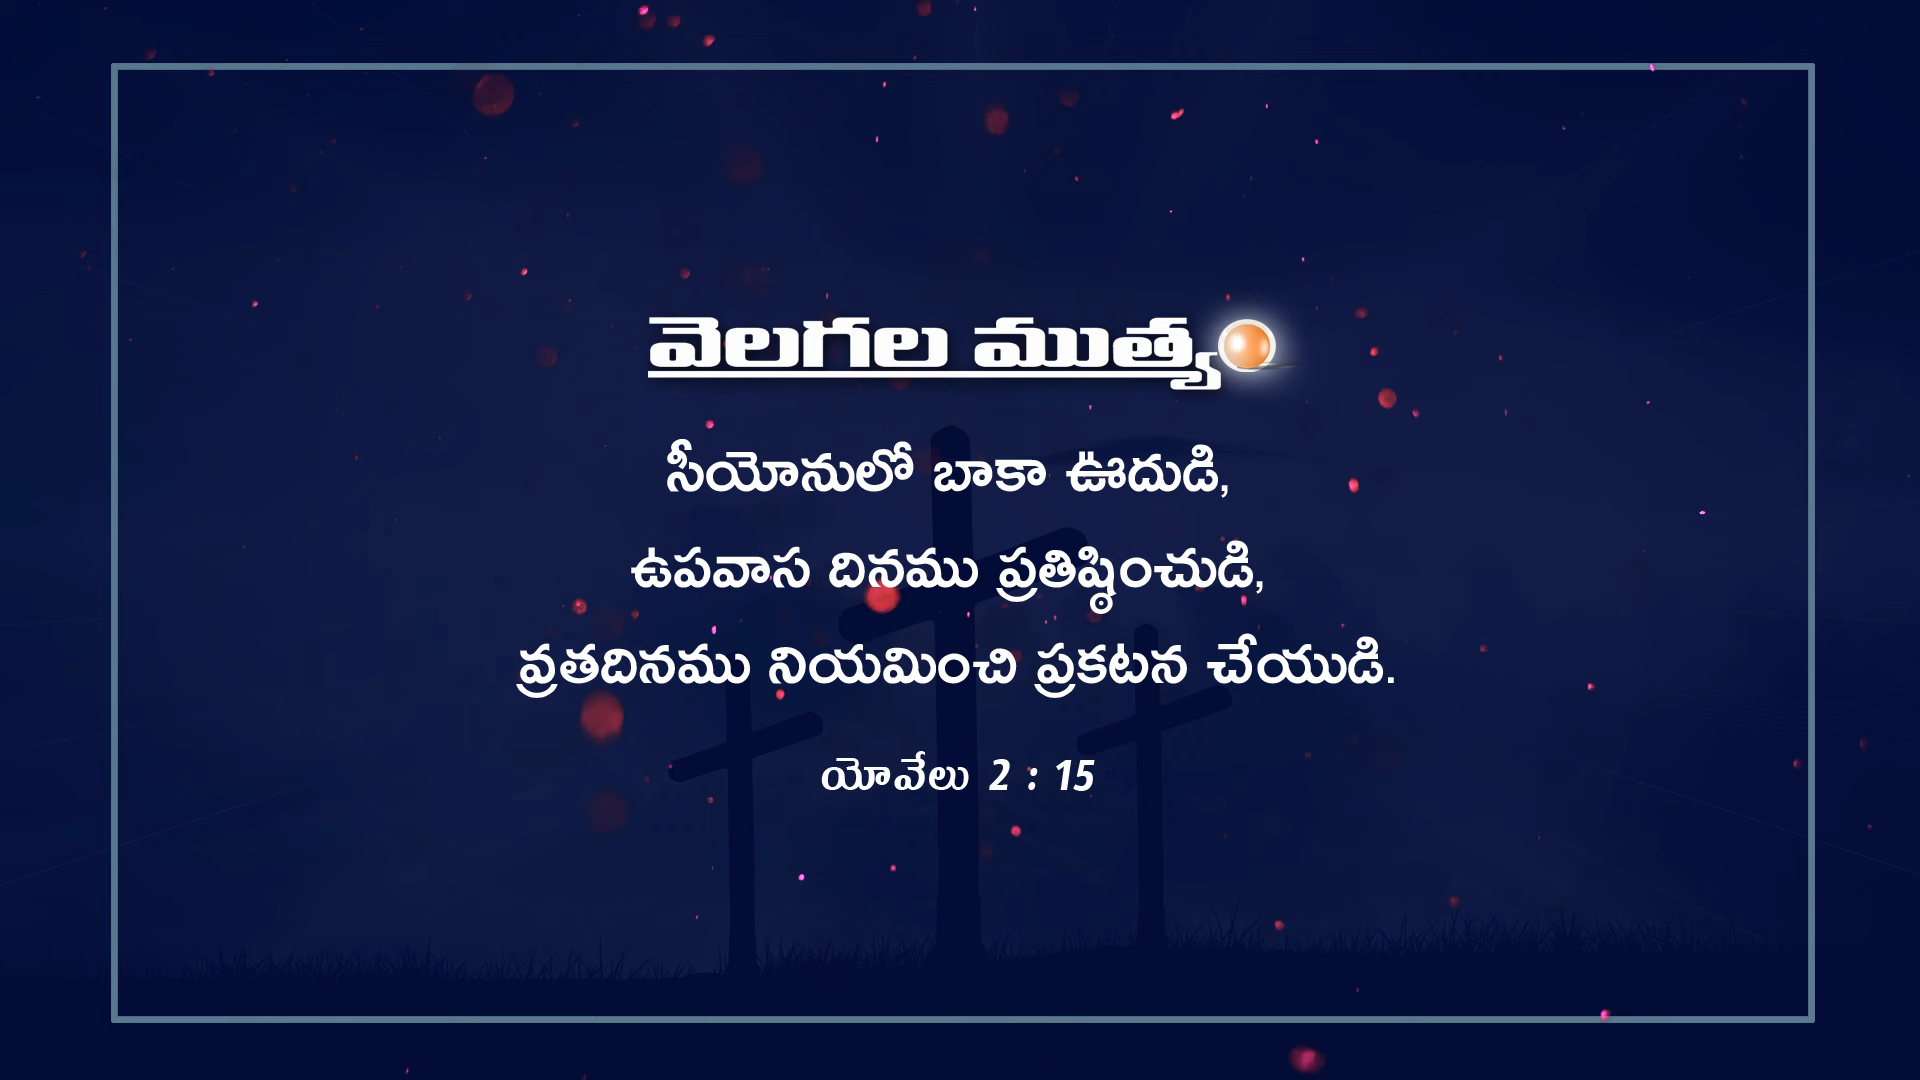 వెలగల ముత్యం
సీయోనులో బాకా ఊదుడి,
ఉపవాస దినము ప్రతిష్ఠించుడి,
వ్రతదినము నియమించి ప్రకటన చేయుడి.
యోవేలు 2 : 15